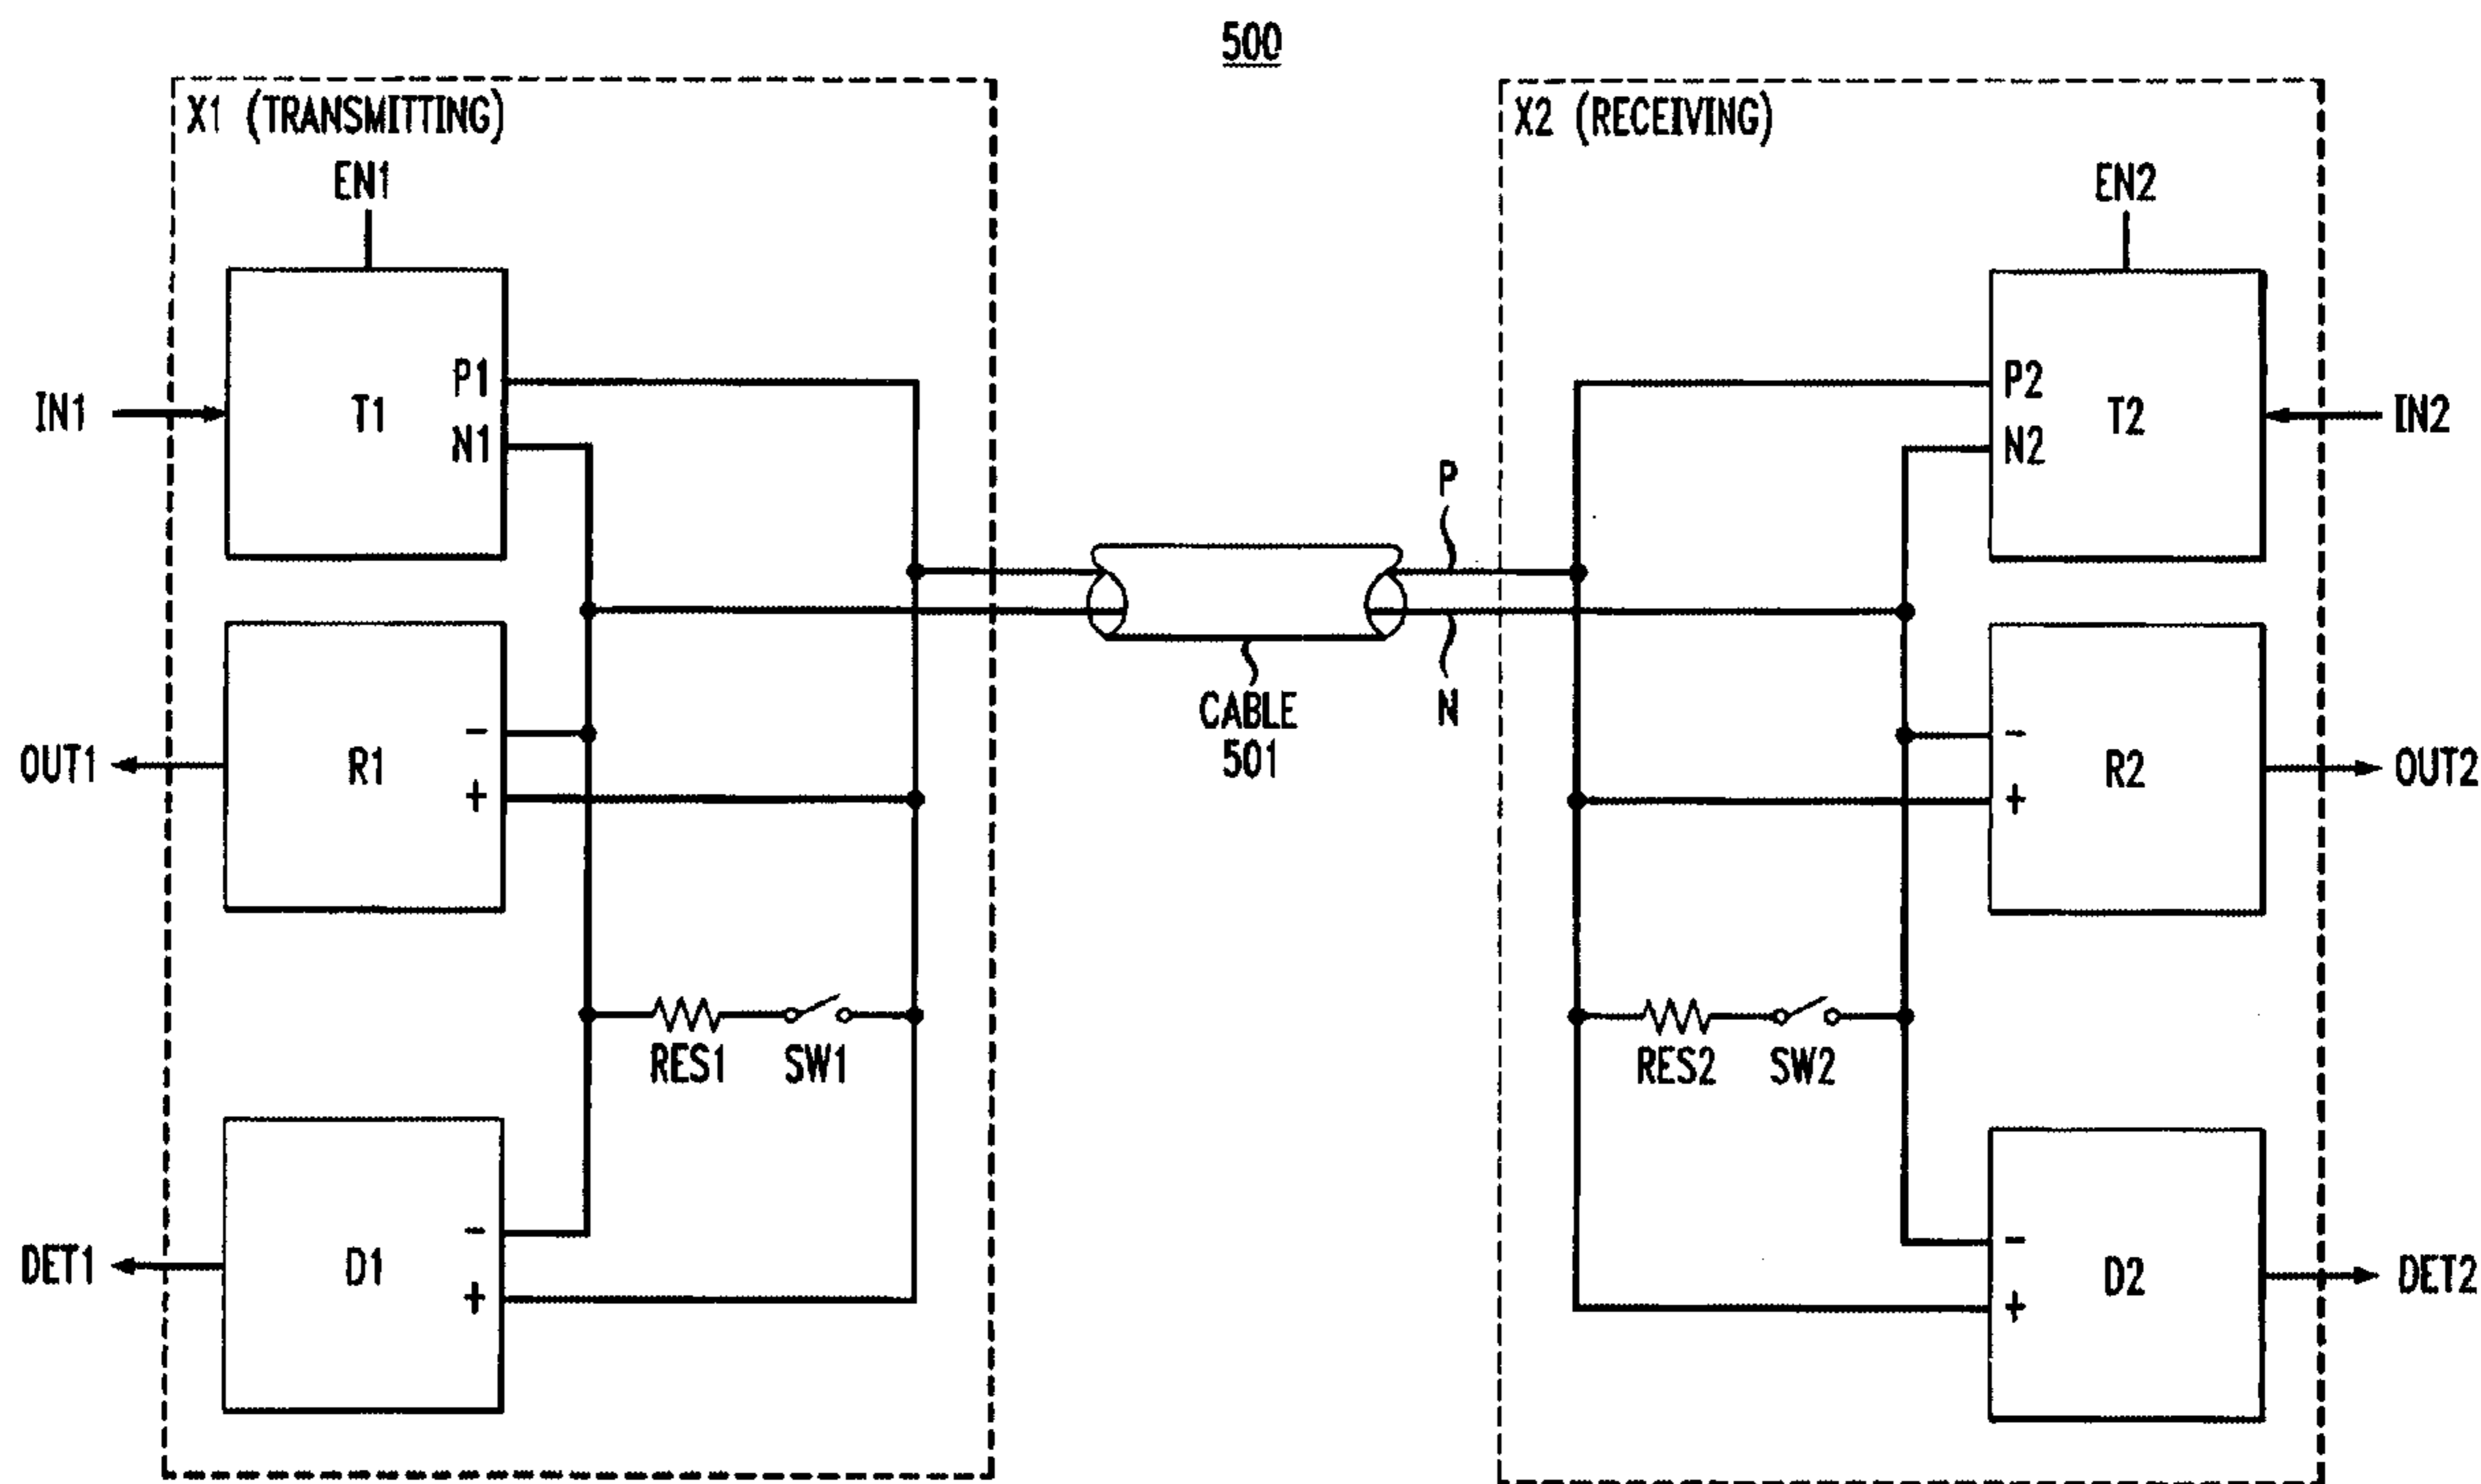 500
X1 (TRANSMITTING)
EN1
IN1
T1
P1
N1
OUT1
R1
-
+
RES1
SW1
DET1
D1
-
+
P
CABLE
501
N
X2 (RECEIVING)
EN2
P2
N2
T2
IN2
-
+
R2
OUT2
RES2
SW2
-
+
D2
DET2